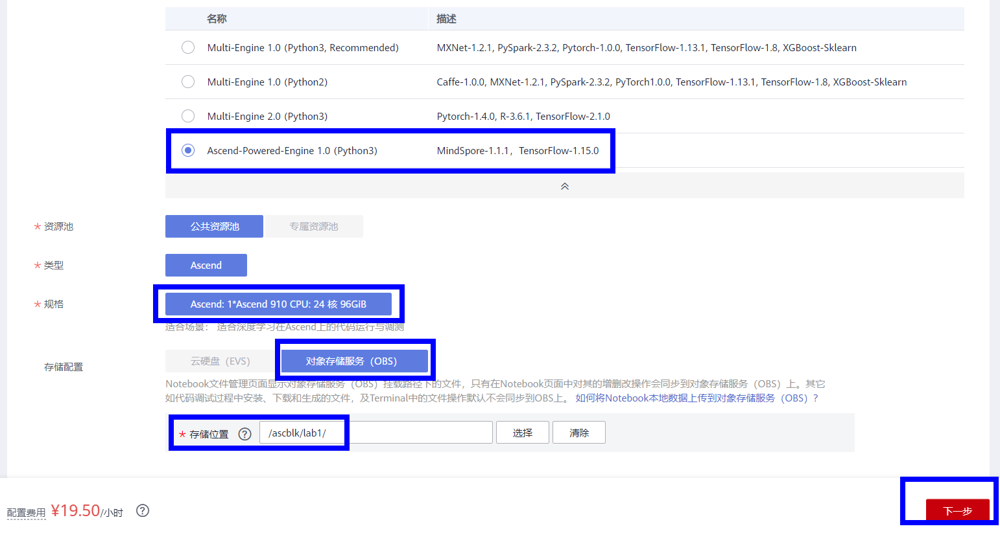 名称 描述
Multi-Engine 1.0 (Python3, Recommended) MXNet-1.2.1, PySpark-2.3.2, Pytorch-1.0.0, TensorFlow-1.13.1, TensorFlow-1.8, XGBoost-Sklearn
Multi-Engine 1.0 (Python2) Caffe-1.0.0, MXNet-1.2.1, PySpark-2.3.2, PyTorch1.0.0, TensorFlow-1.13.1, TensorFlow-1.8, XGBoost-Sklearn
Multi-Engine 2.0 (Python3) Pytorch-1.4.0, R-3.6.1, TensorFlow-2.1.0
Ascend-Powered-Engine 1.0 (Python3) MindSpore-1.1.1，TensorFlow-1.15.0
* 资源池 公共资源池 专属资源池
* 类型 Ascend
* 规格 Ascend: 1*Ascend 910 CPU: 24 核 96GiB
适合场景： 适合深度学习在Ascend上的代码运行与调测
存储配置 云硬盘（EVS） 对象存储服务（OBS）
Notebook文件管理页面显示对象存储服务（OBS）挂载路径下的文件，只有在Notebook页面中对其的增删改操作会同步到对象存储服务（OBS）上。其它
如代码调试过程中安装、下载和生成的文件，及Terminal中的文件操作默认不会同步到OBS上。 如何将Notebook本地数据上传到对象存储服务（OBS）?
* 存储位置 ? /ascblk/lab1/ 选择 清除
配置费用 ¥19.50/小时 ? 下一步